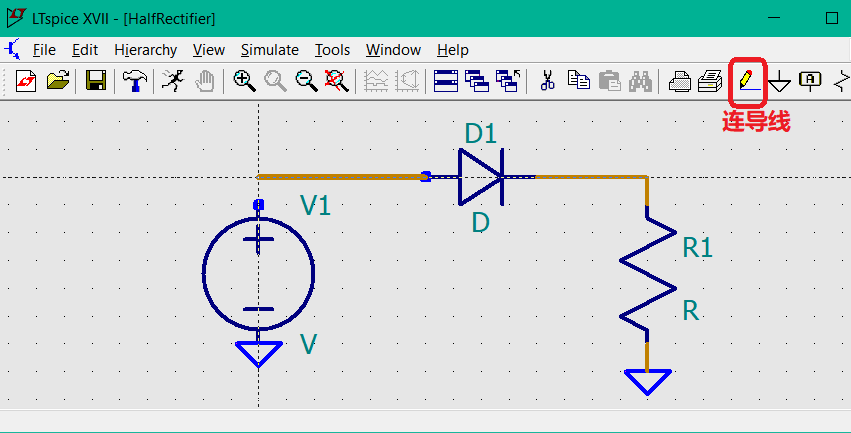 LTspice XVII - [HalfRectifier]
File Edit Hierarchy View Simulate Tools Window Help
A
连导线
D1
D
V1
V
R1
R